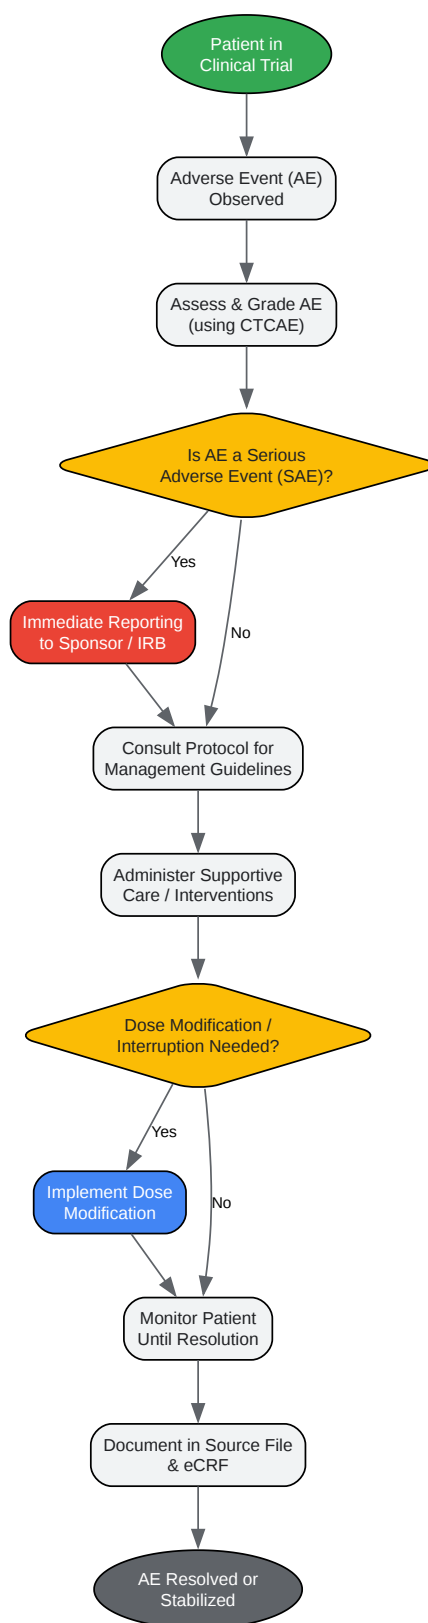 Patient in
Clinical Trial
Adverse Event (AE)
Observed
Assess & Grade AE
(using CTCAE)
Is AE a Serious
Adverse Event (SAE)?
Yes
Immediate Reporting
to Sponsor / IRB
No
Consult Protocol for
Management Guidelines
Administer Supportive
Care / Interventions
Dose Modification /
Interruption Needed?
Yes
Implement Dose
Modification
No
Monitor Patient
Until Resolution
Document in Source File
& eCRF
AE Resolved or
Stabilized